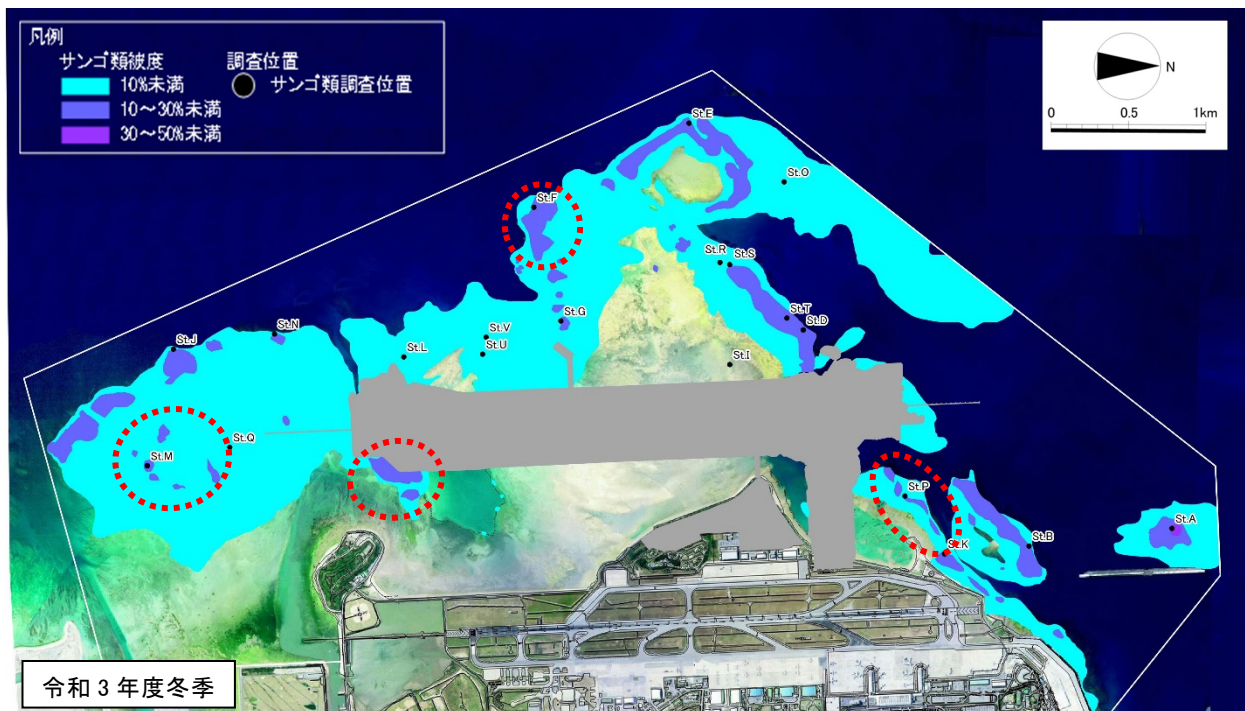 凡例
サンゴ類被度 調査位置
10%未満 サンゴ類調査位置
10～30%未満
30～50%未満
N
0 0.5 1km
St.E
St.O
St.F
St.R St.S
St.G St.T
St.N St.V St.D
St.J St.L St.U St.I
St.Q
St.M
St.P
St.A
St.K St.B
令和3年度冬季